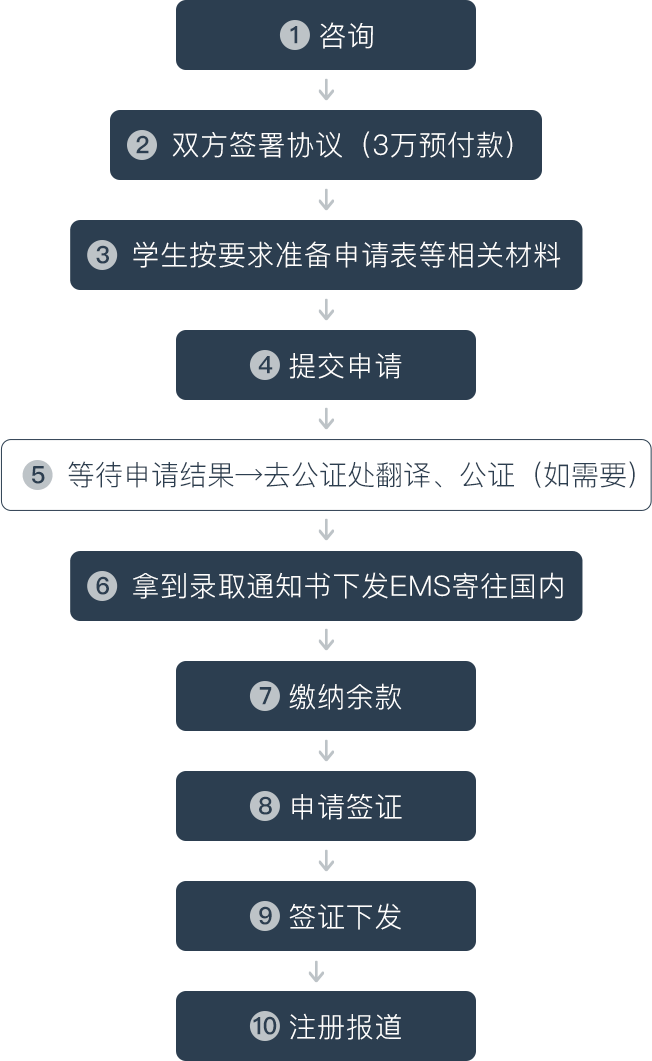 1 咨询
2 双方签署协议（3万预付款）
3 学生按要求准备申请表等相关材料
4 提交申请
5 等待申请结果→去公证处翻译、公证（如需要）
6 拿到录取通知书下发EMS寄往国内
7 缴纳余款
8 申请签证
9 签证下发
10 注册报道